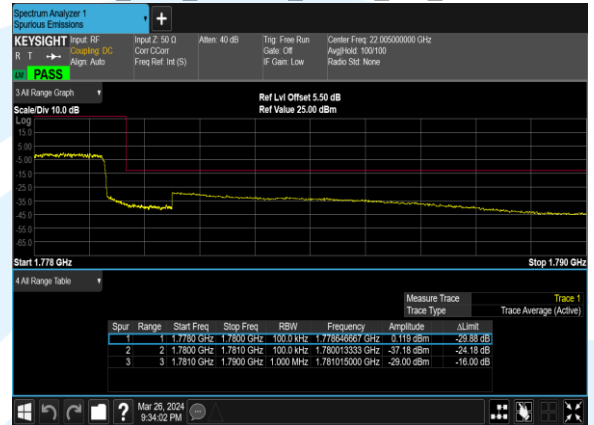 Spectrum Analyzer 1
Spurious Emissions
KEYSIGHT Input: RF Input Z: 50 Ω Atten: 40 dB Trig: Free Run Center Freq: 22.005000000 GHz
R T Coupling: DC Corr CCorr Gate: Off Avg|Hold: 100/100
Align: Auto Freq Ref: Int (S) IF Gain: Low Radio Std: None
PASS
3 All Range Graph
Ref Lvl Offset 5.50 dB
Scale/Div 10.0 dB Ref Value 25.00 dBm
Log
15.0
5.00
-5.00
-15.0
-25.0
-35.0
-45.0
-55.0
-65.0
Start 1.778 GHz Stop 1.790 GHz
4 All Range Table
Measure Trace Trace 1
Trace Type Trace Average (Active)
Spur Range Start Freq Stop Freq RBW Frequency Amplitude ΔLimit
1 1 1.7780 GHz 1.7800 GHz 100.0 kHz 1.778646667 GHz 0.119 dBm -29.88 dB
2 2 1.7800 GHz 1.7810 GHz 100.0 kHz 1.780013333 GHz -37.18 dBm -24.18 dB
3 3 1.7810 GHz 1.7900 GHz 1.000 MHz 1.781015000 GHz -29.00 dBm -16.00 dB
? Mar 26, 2024
9:34:02 PM